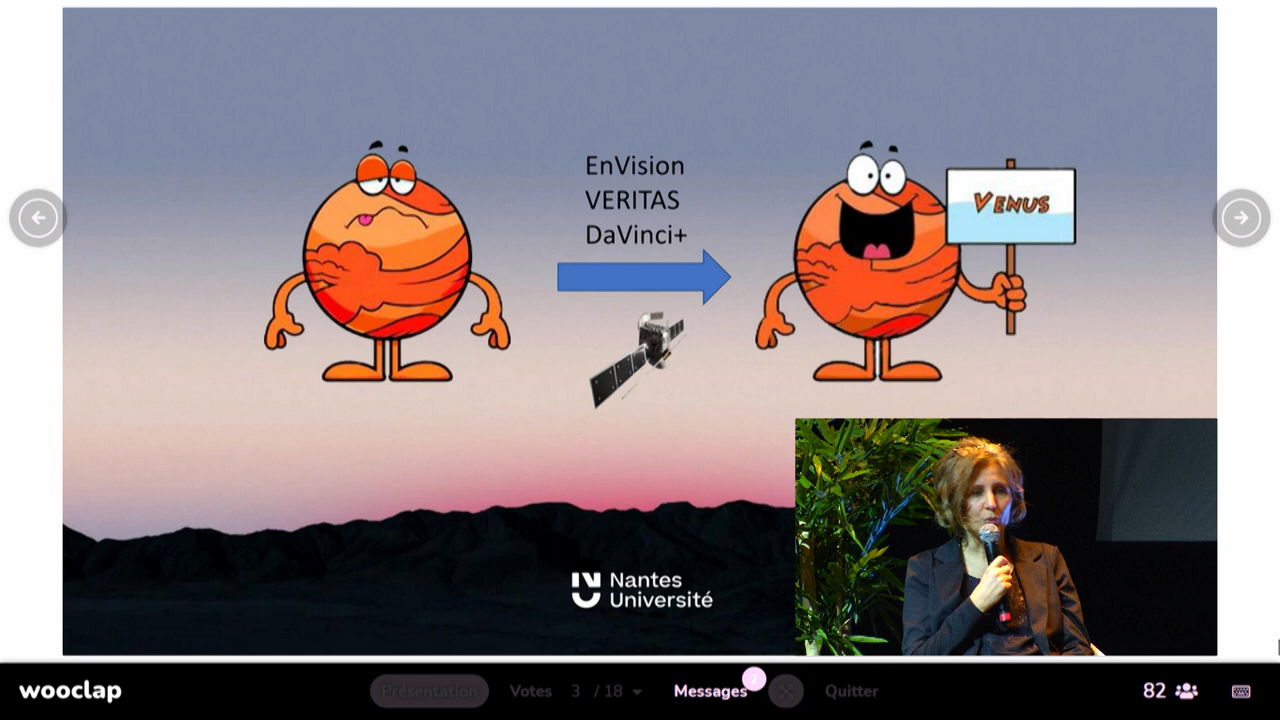 EnVision
VERITAS
DaVinci+
VENUS
Nantes
Université
wooclap
Présentation
Votes
3 / 18
Messages
Quitter
82